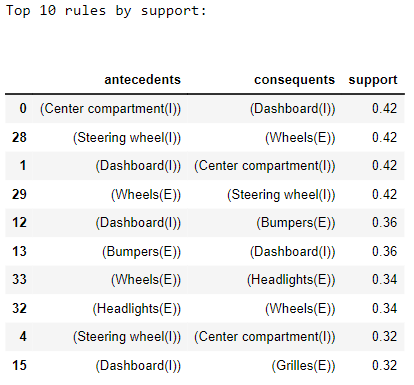 Top 10 rules by support:
antecedents consequents support
0 (Center compartment(I)) (Dashboard(I)) 0.42
28 (Steering wheel(I)) (Wheels(E)) 0.42
1 (Dashboard(I)) (Center compartment(I)) 0.42
29 (Wheels(E)) (Steering wheel(I)) 0.42
12 (Dashboard(I)) (Bumpers(E)) 0.36
13 (Bumpers(E)) (Dashboard(I)) 0.36
33 (Wheels(E)) (Headlights(E)) 0.34
32 (Headlights(E)) (Wheels(E)) 0.34
4 (Steering wheel(I)) (Center compartment(I)) 0.32
15 (Dashboard(I)) (Grilles(E)) 0.32